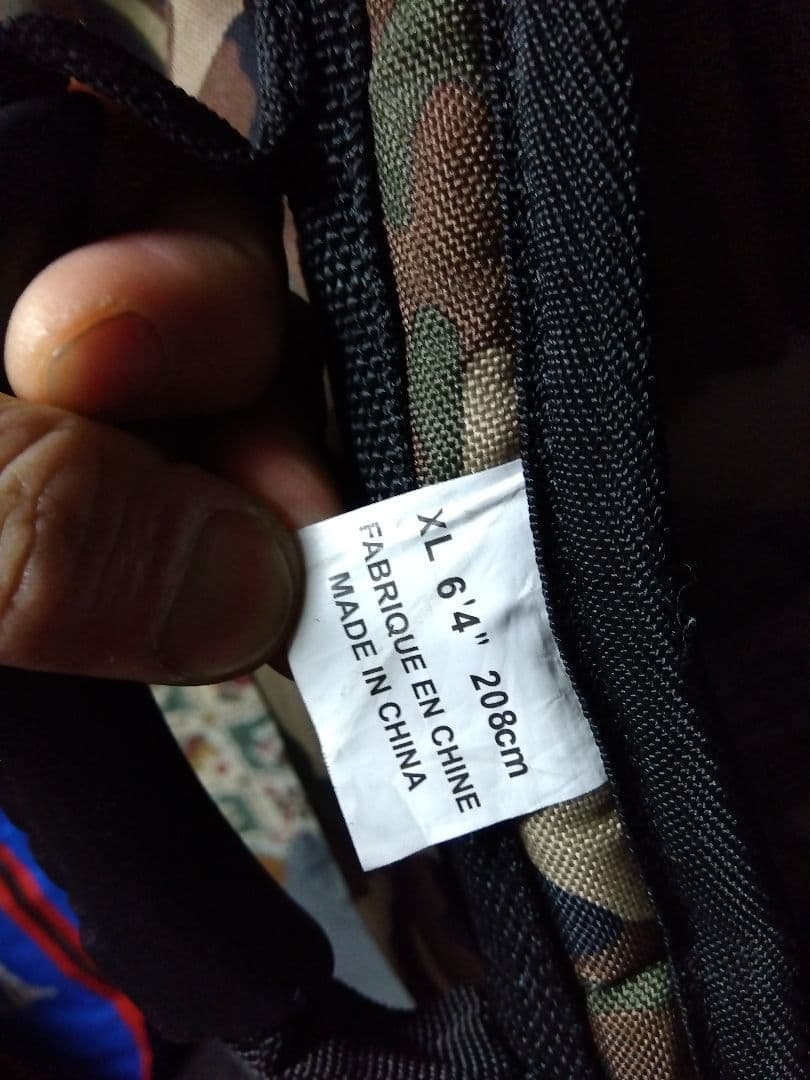 XL 6'4" 208cm
FABRIQUE EN CHINE
MADE IN CHINA